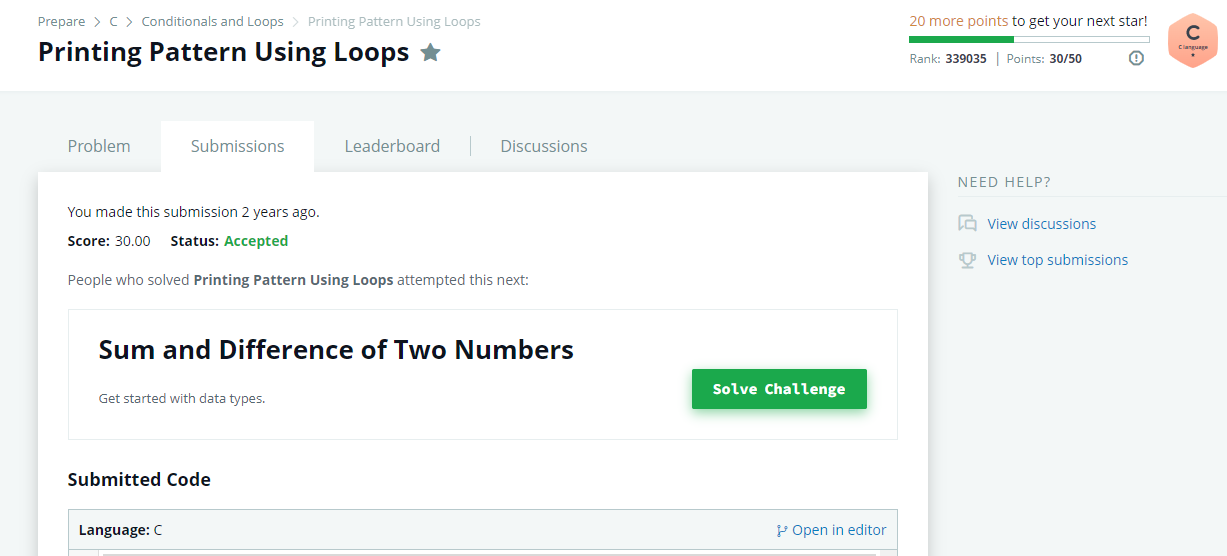 Prepare > C > Conditionals and Loops > Printing Pattern Using Loops
Printing Pattern Using Loops
20 more points to get your next star!
Rank: 339035 | Points: 30/50
C
C language
Problem
Submissions
Leaderboard
Discussions
You made this submission 2 years ago.
Score: 30.00 Status: Accepted
People who solved Printing Pattern Using Loops attempted this next:
Sum and Difference of Two Numbers
Get started with data types.
Solve Challenge
Submitted Code
Language: C
Open in editor
NEED HELP?
View discussions
View top submissions